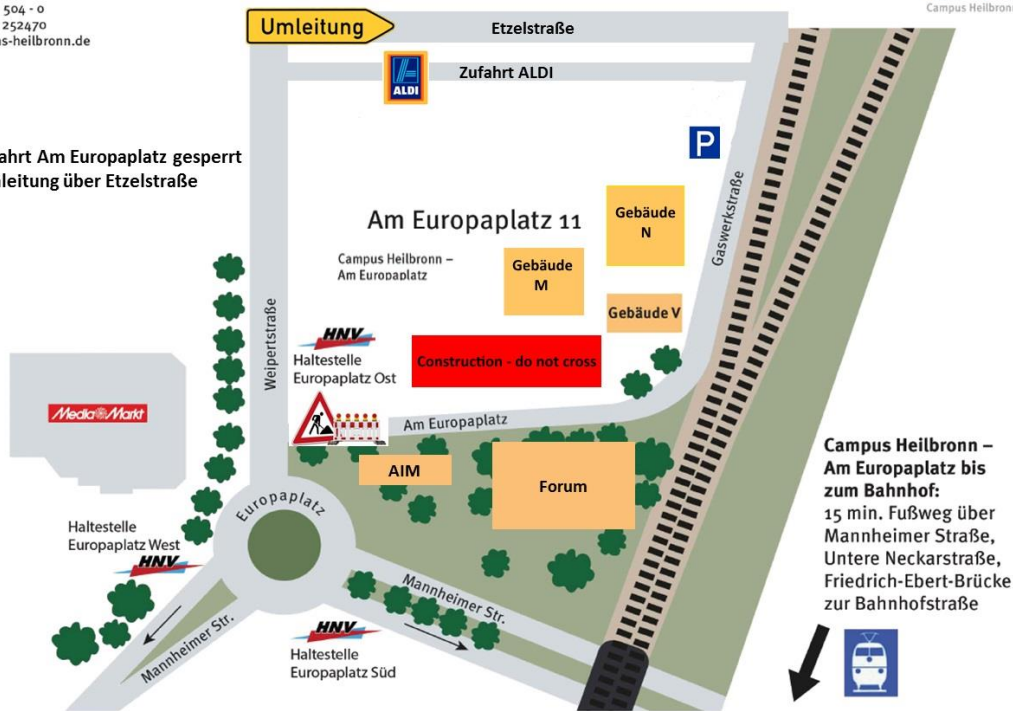 504 - 0
252470
s-heilbronn.de
Campus Heilbronn
Umleitung
Etzelstraße
Zufahrt ALDI
ALDI
P
ahrt Am Europaplatz gesperrt
leitung über Etzelstraße
Gaswerkstraße
Am Europaplatz 11
Gebäude
N
Campus Heilbronn –
Am Europaplatz
Gebäude
M
Gebäude V
Weipertstraße
HNV
Haltestelle
Europaplatz Ost
Construction - do not cross
Media Markt
Am Europaplatz
AIM
Forum
Campus Heilbronn –
Am Europaplatz bis
zum Bahnhof:
15 min. Fußweg über
Mannheimer Straße,
Untere Neckarstraße,
Friedrich-Ebert-Brücke
zur Bahnhofstraße
Europaplatz
Haltestelle
Europaplatz West
HNV
Mannheimer Str.
Mannheimer Str.
HNV
Haltestelle
Europaplatz Süd